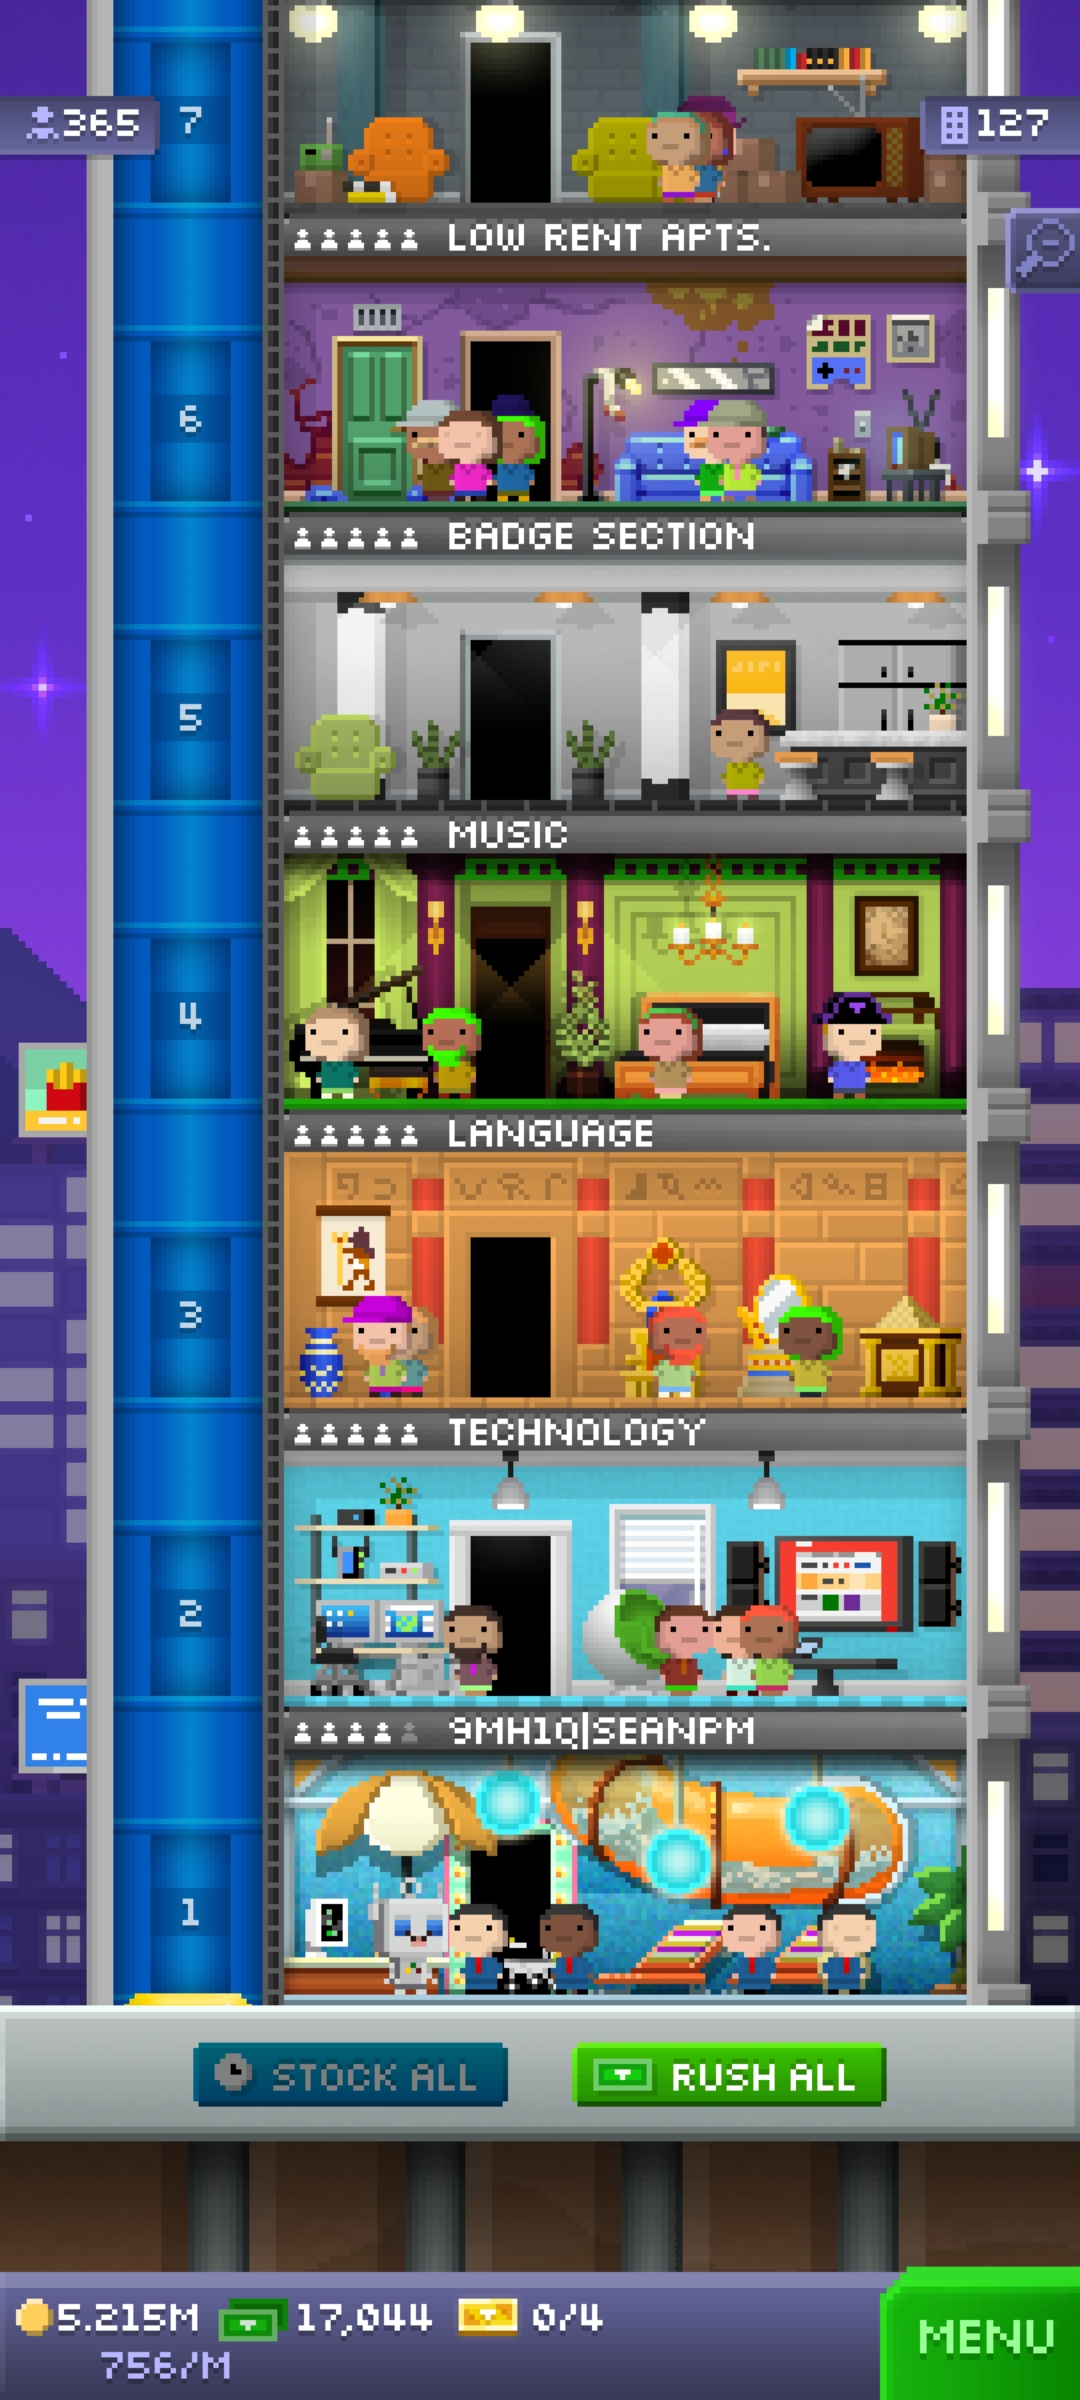 365
7
127
LOW RENT APTS.
6
BADGE SECTION
5
MUSIC
4
LANGUAGE
3
TECHNOLOGY
2
9MH1Q|SEANPM
1
STOCK ALL
RUSH ALL
5.215M 17,044 0/4
756/M
MENU